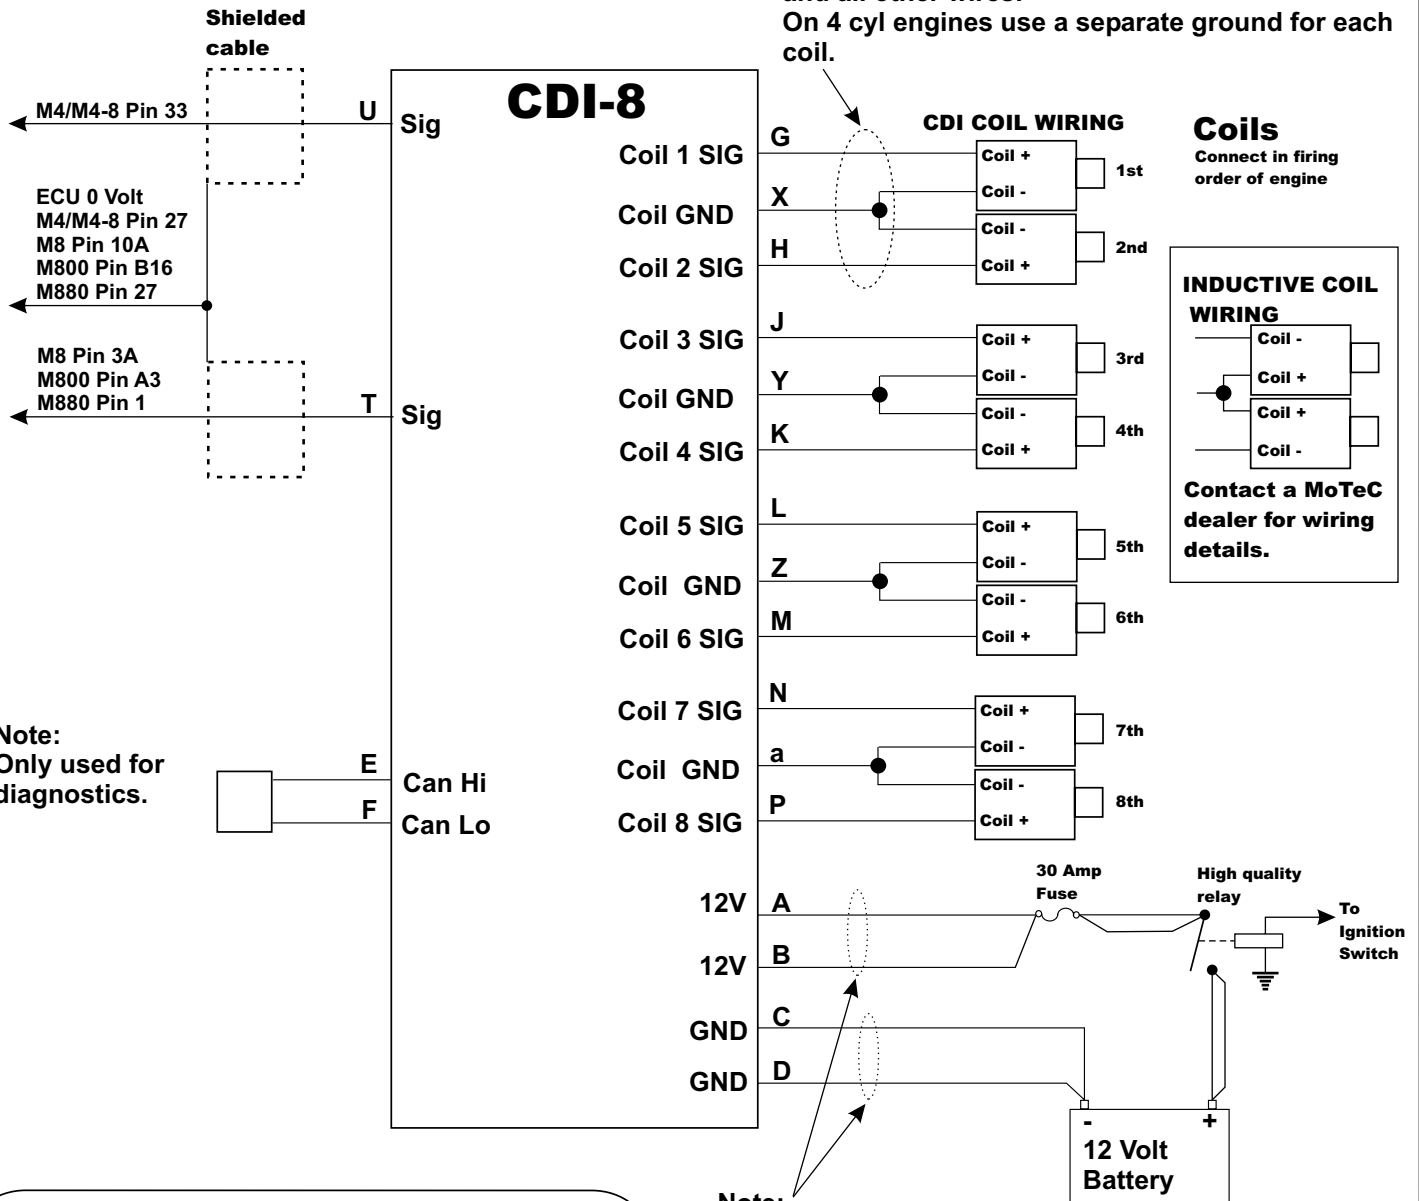 Shielded
cable
On 4 cyl engines use a separate ground for each
coil.
M4/M4-8 Pin 33
U
Sig
ECU 0 Volt
M4/M4-8 Pin 27
M8 Pin 10A
M800 Pin B16
M880 Pin 27
M8 Pin 3A
M800 Pin A3
M880 Pin 1
T
Sig
Note:
Only used for
diagnostics.
E
Can Hi
F
Can Lo
CDI-8
Coil 1 SIG
G
Coil GND
X
Coil 2 SIG
H
Coil 3 SIG
J
Coil GND
Y
Coil 4 SIG
K
Coil 5 SIG
L
Coil GND
Z
Coil 6 SIG
M
Coil 7 SIG
N
Coil GND
a
Coil 8 SIG
P
12V
A
12V
B
GND
C
GND
D
CDI COIL WIRING
Coil +
Coil -
1st
Coil -
Coil +
2nd
Coil +
Coil -
3rd
Coil -
Coil +
4th
Coil +
Coil -
5th
Coil -
Coil +
6th
Coil +
Coil -
7th
Coil -
Coil +
8th
Coils
Connect in firing
order of engine
INDUCTIVE COIL
WIRING
Coil -
Coil +
Coil +
Coil -
Contact a MoTeC
dealer for wiring
details.
30 Amp
Fuse
High quality
relay
To
Ignition
Switch
- +
12 Volt
Battery
Note: